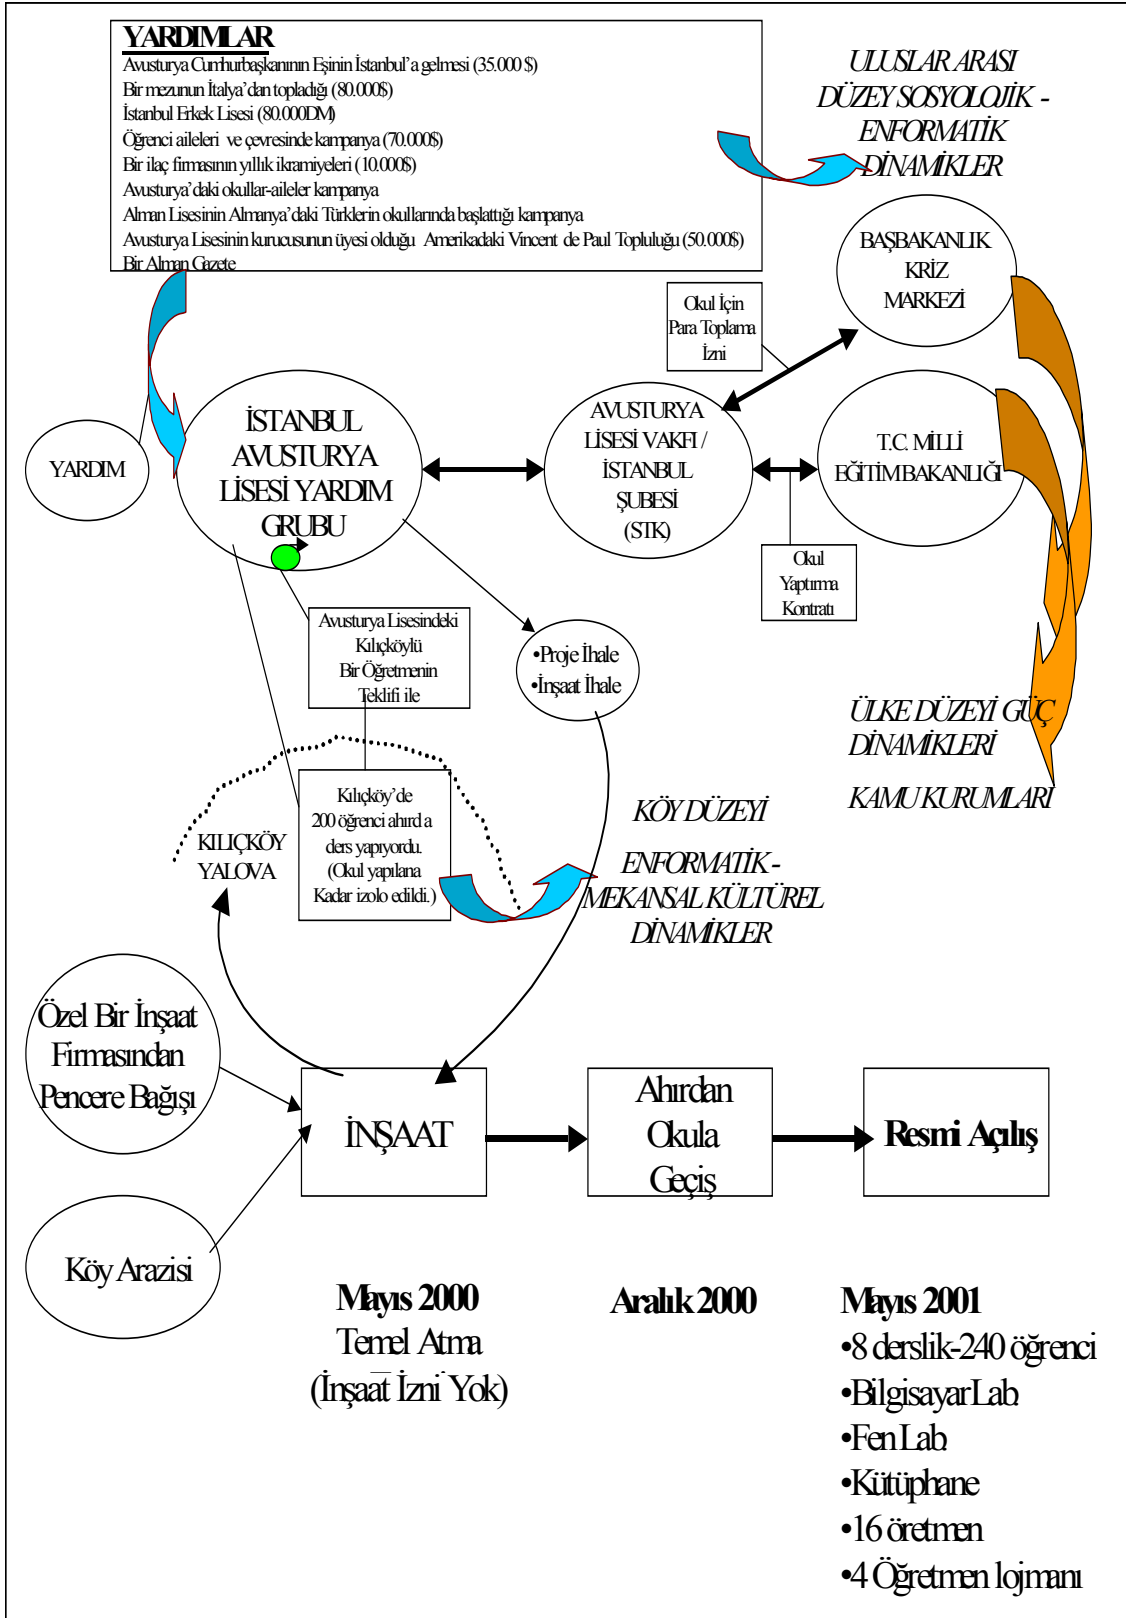 YARDIMLAR
Avusturya Cumhurbaşkanının Eşinin İstanbul'a gelmesi (35.000 $)
Bir mezunun İtalya'dan topladığı (80.000$)
İstanbul Erkek Lisesi (80.000DM)
Öğrenci aileleri ve çevresinde kampanya (70.000$)
Bir ilaç firmasının yıllık ikramiyeleri (10.000$)
Avusturya'daki okullar-aileler kampanya
Alman Lisesinin Almanya'daki Türklerin okullarında başlattığı kampanya
Avusturya Lisesinin kurucusunun üyesi olduğu Amerikadaki Vincent de Paul Topluluğu (50.000$)
Bir Alman Gazete
ULUSLAR ARASI
DÜZEY SOSYOLOJİK -
ENFORMATİK
DİNAMİKLER
BAŞBAKANLIK
KRİZ
MARKEZİ
Okul İçin
Para Toplama
İzni
YARDIM
İSTANBUL
AVUSTURYA
LİSESİ YARDIM
GRUBU
AVUSTURYA
LİSESİ VAKFI /
İSTANBUL
ŞUBESİ
(STK)
T.C. MİLLİ
EĞİTİM BAKANLIĞI
Okul
Yaptırma
Kontratı
Avusturya Lisesindeki
Kılıçköylü
Bir Öğretmenin
Teklifi ile
•Proje İhale
•İnşaat İhale
ÜLKE DÜZEYİ GÜÇ
DİNAMİKLERİ
KAMU KURUMLARI
KILIÇKÖY
YALOVA
Kılıçköy'de
200 öğrenci ahırd a
ders yapıyordu.
(Okul yapılana
Kadar izolo edildi.)
KÖY DÜZEYİ
ENFORMATİK -
MEKANSAL KÜLTÜREL
DİNAMİKLER
Özel Bir İnşaat
Firmasından
Pencere Bağışı
Köy Arazisi
İNŞAAT
Ahırdan
Okula
Geçiş
Resmi Açılış
Mayıs 2000
Temel Atma
(İnşaat İzni Yok)
Aralık 2000
Mayıs 2001
•8 derslik-240 öğrenci
•Bilgisayar Lab.
•Fen Lab.
•Kütüphane
•16 öretmen
•4 Öğretmen lojmanı